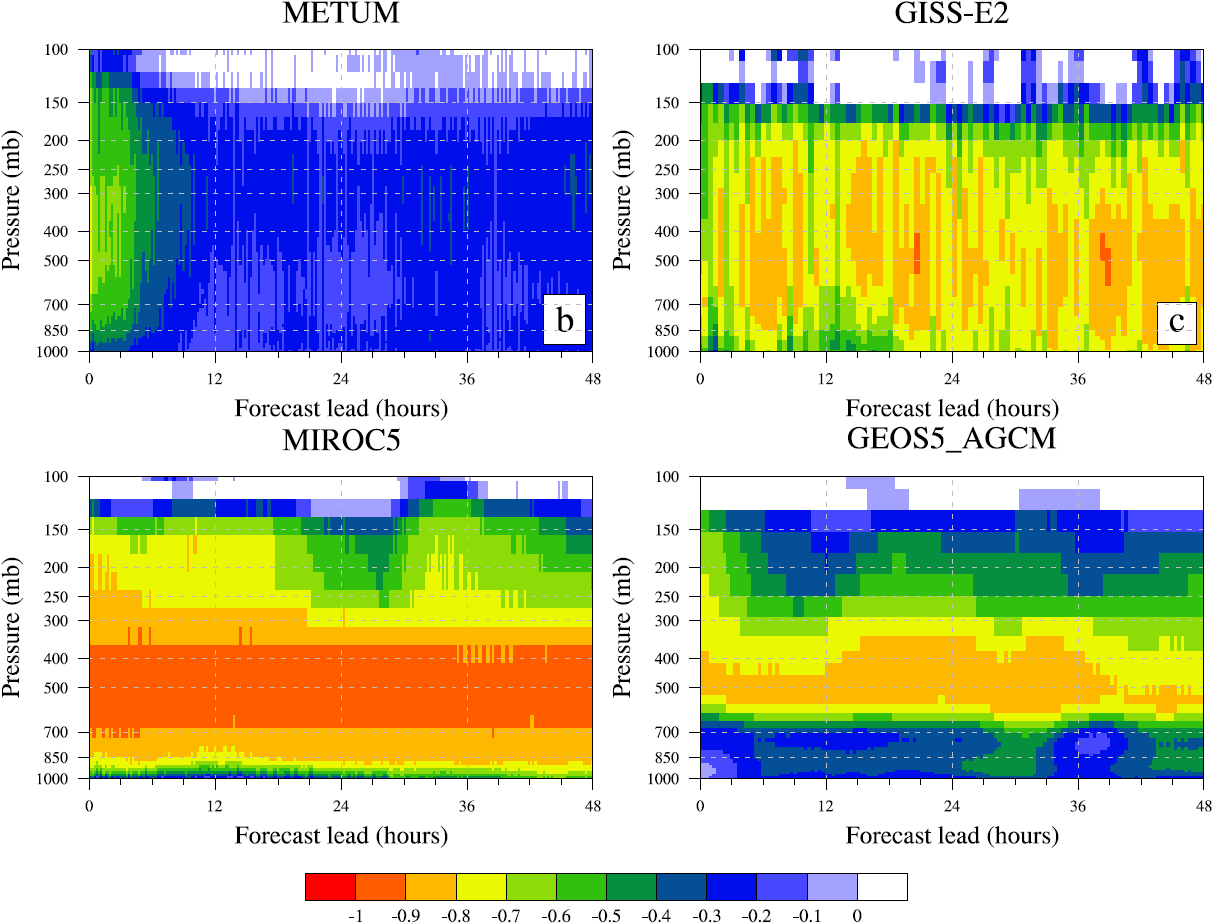 METUM
GISS-E2
100
150
200
250
300
400
500
700
850
1000
Pressure (mb)
b
0 12 24 36 48
Forecast lead (hours)
100
150
200
250
300
400
500
700
850
1000
Pressure (mb)
c
0 12 24 36 48
Forecast lead (hours)
MIROC5
GEOS5_AGCM
100
150
200
250
300
400
500
700
850
1000
Pressure (mb)
0 12 24 36 48
Forecast lead (hours)
100
150
200
250
300
400
500
700
850
1000
Pressure (mb)
0 12 24 36 48
Forecast lead (hours)
-1 -0.9 -0.8 -0.7 -0.6 -0.5 -0.4 -0.3 -0.2 -0.1 0